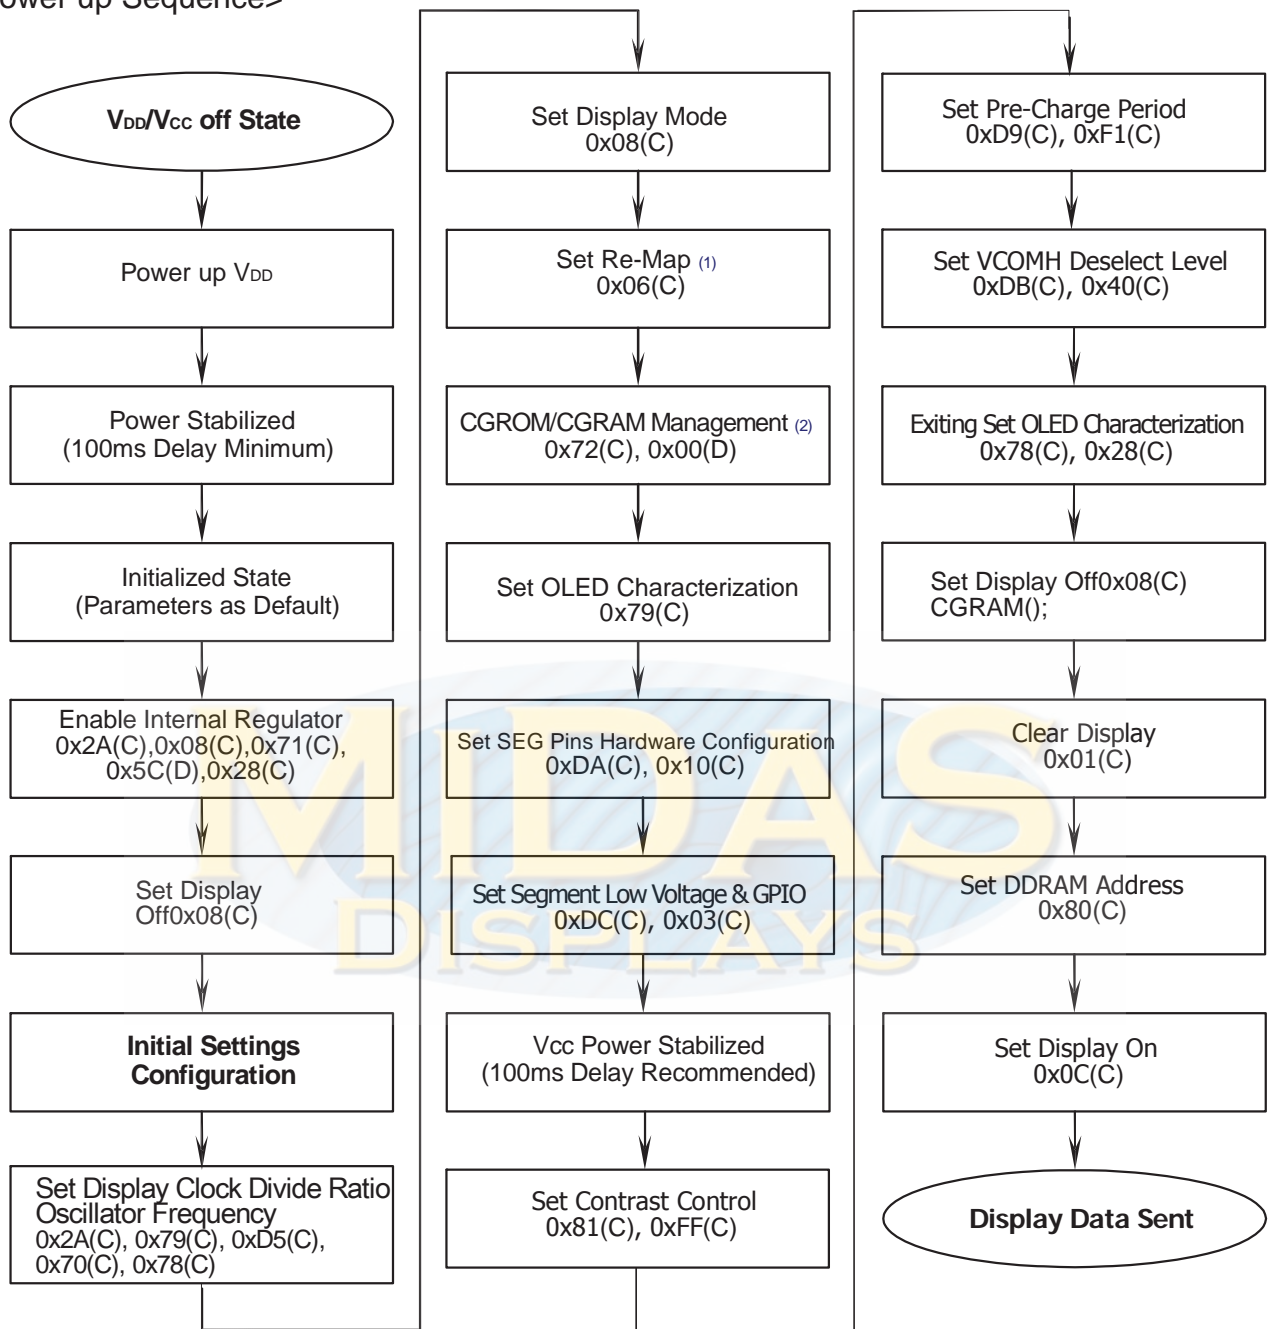 ower up Sequence>
VDD/VCC off State
Power up VDD
Power Stabilized
(100ms Delay Minimum)
Initialized State
(Parameters as Default)
Enable Internal Regulator
0x2A(C),0x08(C),0x71(C),
0x5C(D),0x28(C)
Set Display
Off0x08(C)
Initial Settings
Configuration
Set Display Clock Divide Ratio
Oscillator Frequency
0x2A(C), 0x79(C), 0xD5(C),
0x70(C), 0x78(C)
Set Display Mode
0x08(C)
Set Re-Map (1)
0x06(C)
CGROM/CGRAM Management (2)
0x72(C), 0x00(D)
Set OLED Characterization
0x79(C)
Set SEG Pins Hardware Configuration
0xDA(C), 0x10(C)
Set Segment Low Voltage & GPIO
0xDC(C), 0x03(C)
Vcc Power Stabilized
(100ms Delay Recommended)
Set Contrast Control
0x81(C), 0xFF(C)
Set Pre-Charge Period
0xD9(C), 0xF1(C)
Set VCOMH Deselect Level
0xDB(C), 0x40(C)
Exiting Set OLED Characterization
0x78(C), 0x28(C)
Set Display Off0x08(C)
CGRAM();
Clear Display
0x01(C)
Set DDRAM Address
0x80(C)
Set Display On
0x0C(C)
Display Data Sent
MIDAS
DISPLAYS